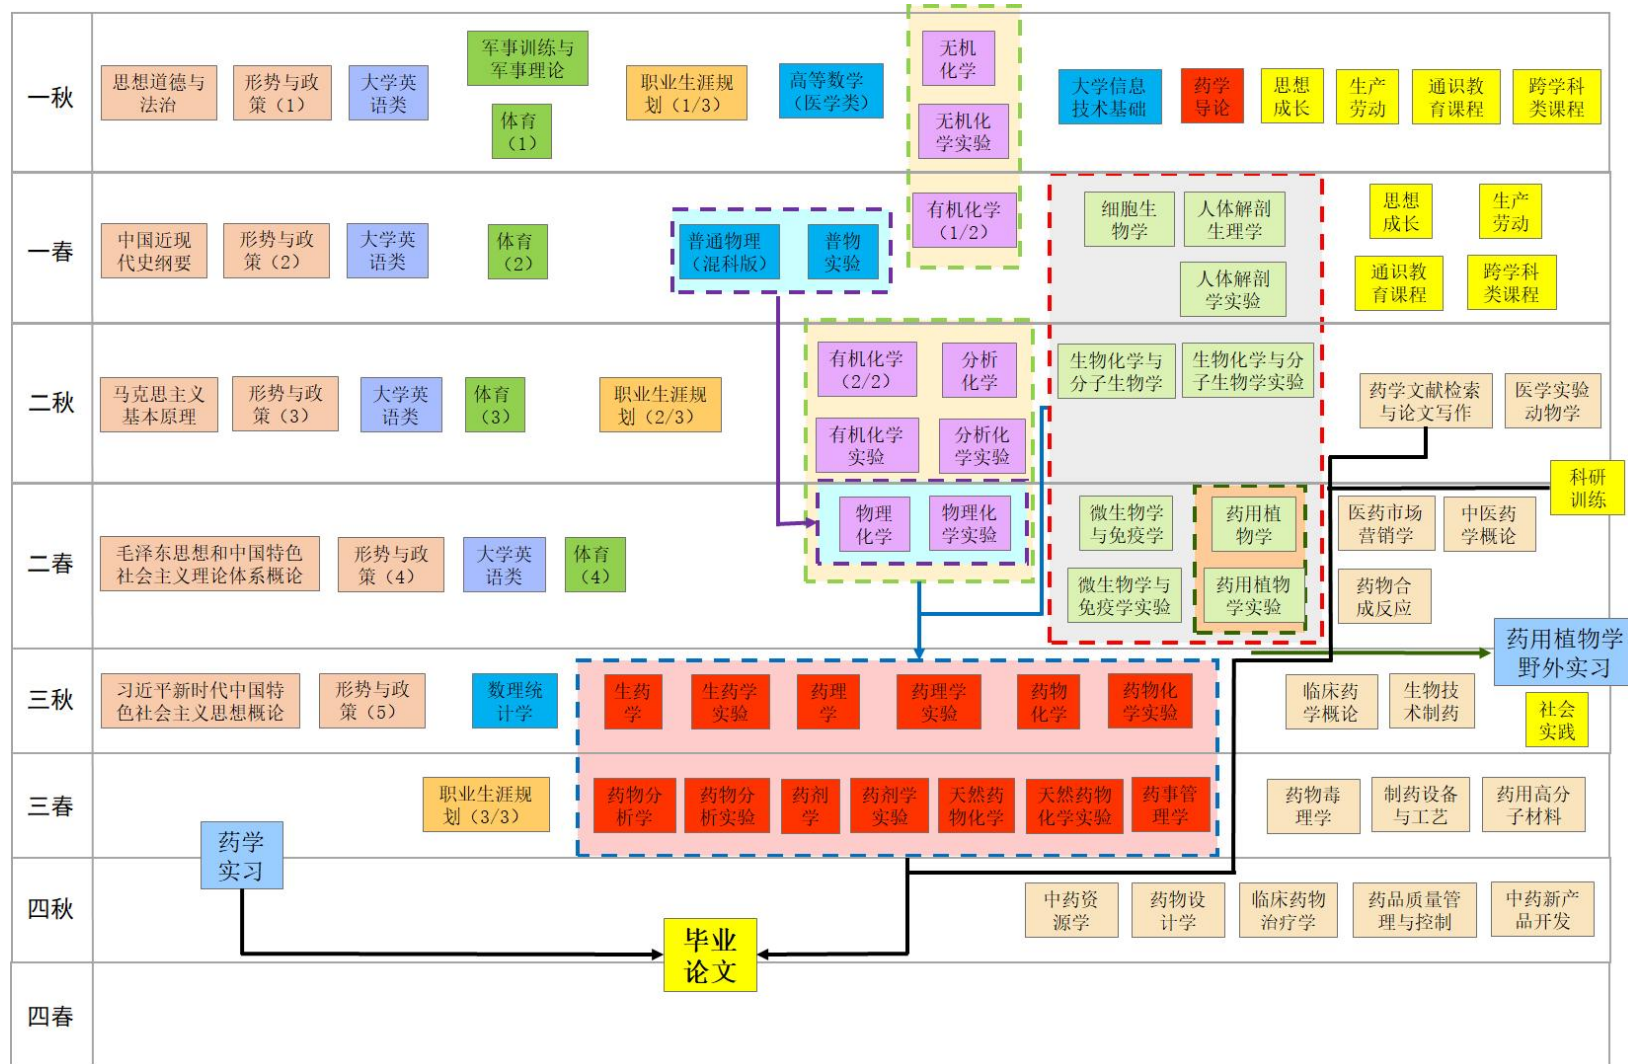 一秋
思想道德与
法治
形势与政
策（1）
大学英
语类
军事训练与
军事理论
体育
（1）
职业生涯规
划（1/3）
高等数学
（医学类）
无机
化学
无机化
学实验
大学信息
技术基础
药学
导论
思想
成长
生产
劳动
通识教
育课程
跨学科
类课程
一春
中国近现
代史纲要
形势与政
策（2）
大学英
语类
体育
（2）
普通物理
（混科版）
普物
实验
有机化学
（1/2）
细胞生
物学
人体解剖
生理学
人体解剖
学实验
思想
成长
生产
劳动
通识教
育课程
跨学科
类课程
二秋
马克思主义
基本原理
形势与政
策（3）
大学英
语类
体育
（3）
职业生涯规
划（2/3）
有机化学
（2/2）
分析
化学
有机化学
实验
分析化
学实验
生物化学与
分子生物学
生物化学与分
子生物学实验
药学文献检索
与论文写作
医学实验
动物学
科研
训练
二春
毛泽东思想和中国特色
社会主义理论体系概论
形势与政
策（4）
大学英
语类
体育
（4）
物理
化学
物理化
学实验
微生物学
与免疫学
药用植
物学
微生物学与
免疫学实验
药用植物
学实验
医药市场
营销学
中医药
学概论
药物合
成反应
药用植物学
野外实习
三秋
习近平新时代中国特
色社会主义思想概论
形势与政
策（5）
数理统
计学
生药
学
生药学
实验
药理
学
药理学
实验
药物
化学
药物化
学实验
临床药
学概论
生物技
术制药
社会
实践
三春
职业生涯规
划（3/3）
药物分
析学
药物分
析实验
药剂
学
药剂学
实验
天然药
物化学
天然药物
化学实验
药事管
理学
药物毒
理学
制药设备
与工艺
药用高分
子材料
药学
实习
四秋
毕业
论文
中药资
源学
药物设
计学
临床药物
治疗学
药品质量管
理与控制
中药新产
品开发
四春